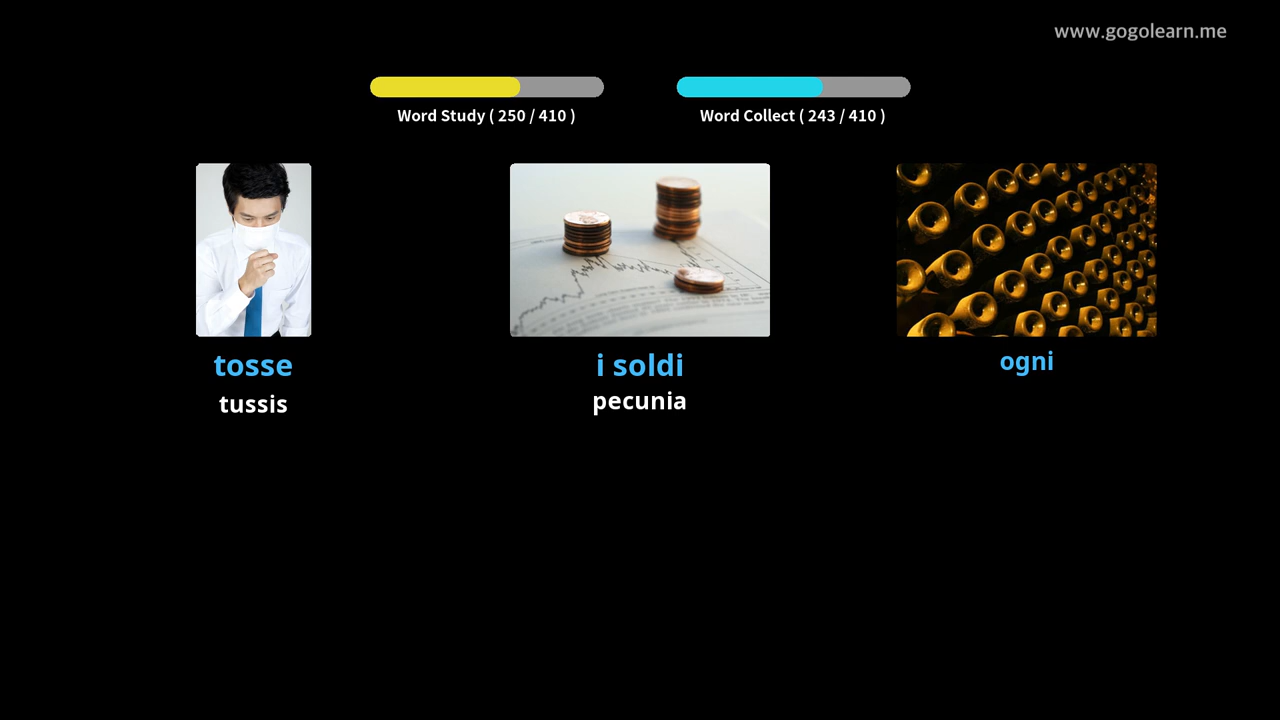 www.gogolearn.me
Word Study ( 250 / 410 )
Word Collect ( 243 / 410 )
tosse
tussis
i soldi
pecunia
ogni